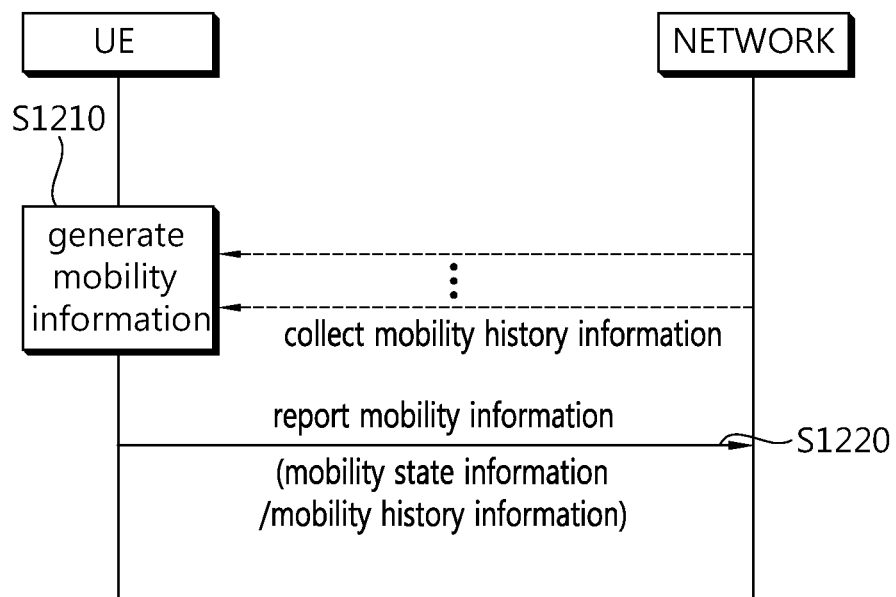 UE
NETWORK
S1210
generate
mobility
information
collect mobility history information
report mobility information
S1220
(mobility state information
/mobility history information)